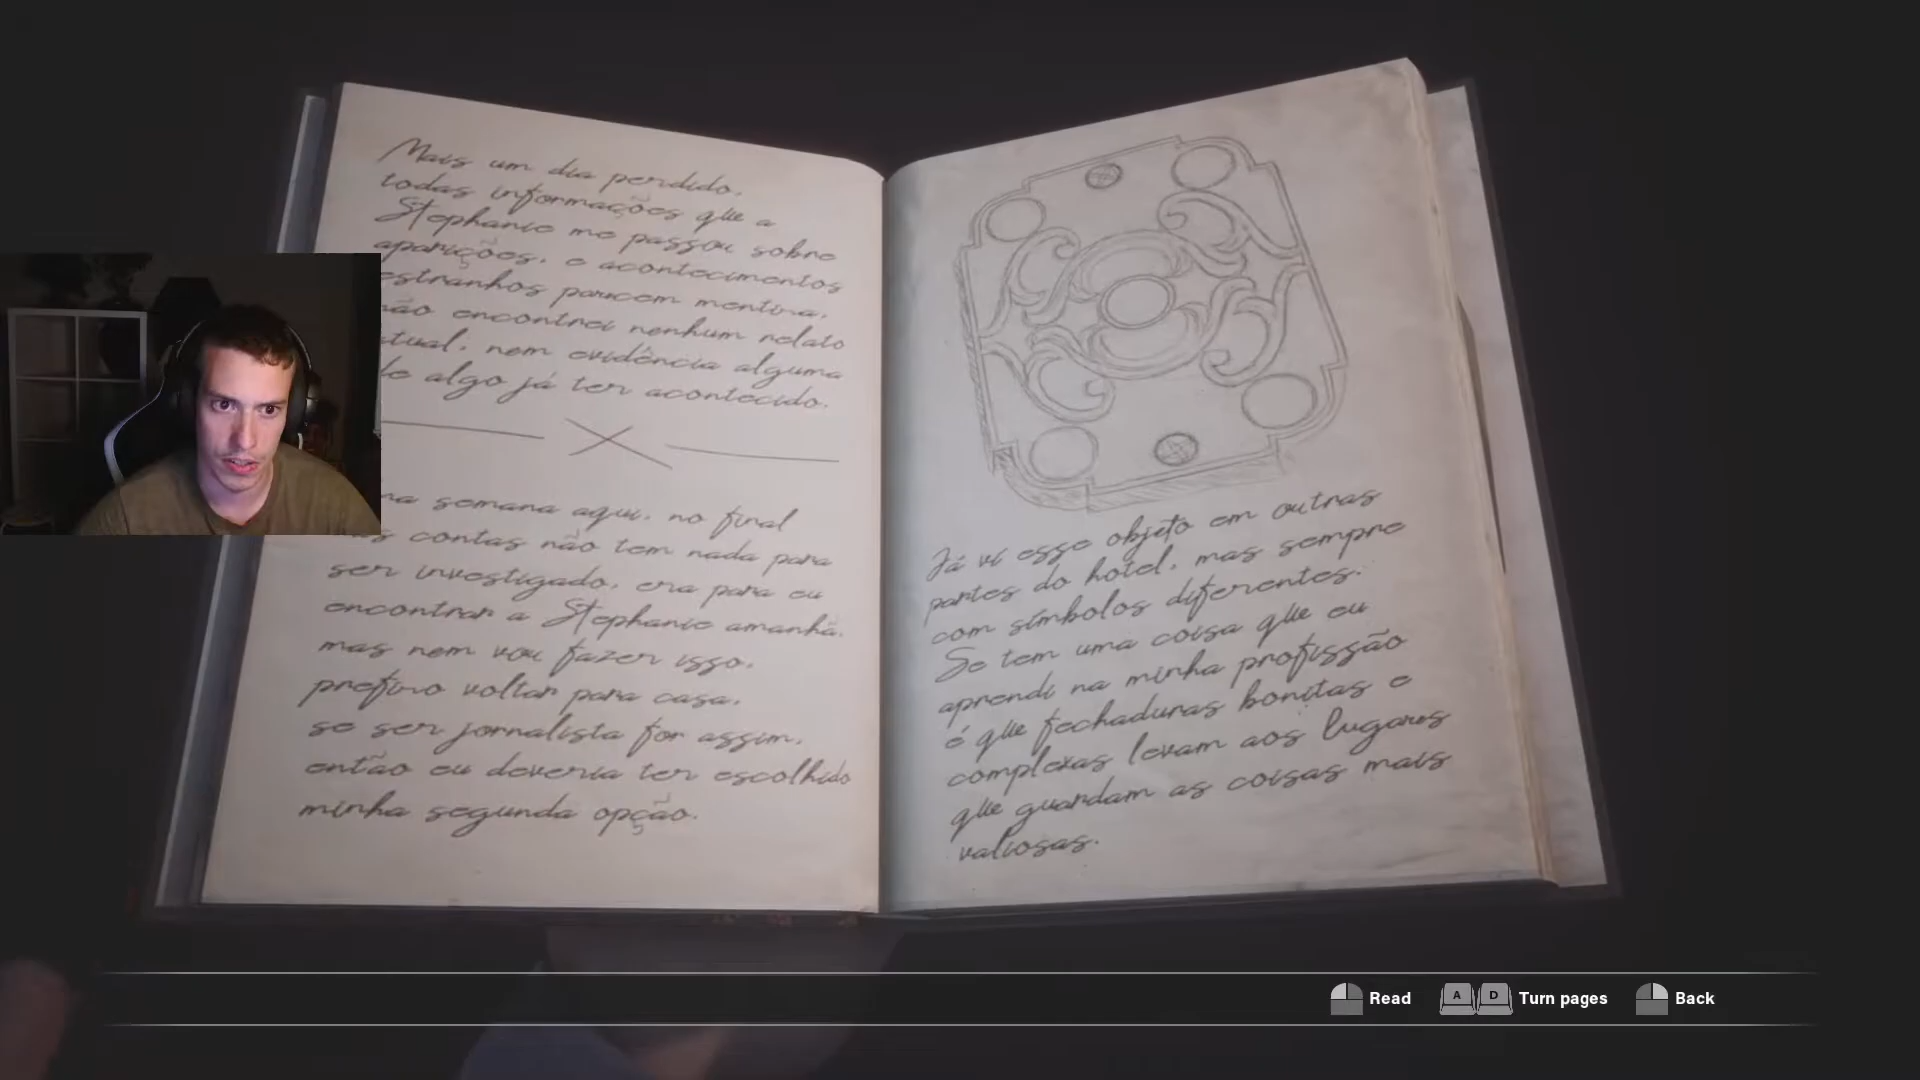 Mais um dia perdido.
todas informações que a
Stephanie me passou sobre
aparições, e acontecimentos
estranhos parecem mentira.
não encontrei nenhum relato
nem evidência alguma
algo já ter acontecido.
semana aqui, no final
contas não tem nada para
ser investigado, era para eu
encontrar a Stephanie amanhã.
mas nem vou fazer isso.
prefiro voltar para casa.
se ser jornalista for assim.
então eu deveria ter escolhido
minha segunda opção.
Já vi esse objeto em outras
partes do hotel, mas sempre
com símbolos diferentes.
Se tem uma coisa que eu
aprendi na minha profissão
é que fechaduras bonitas e
complexas levam aos lugares
que guardam as coisas mais
valiosas.
Read A D Turn pages Back